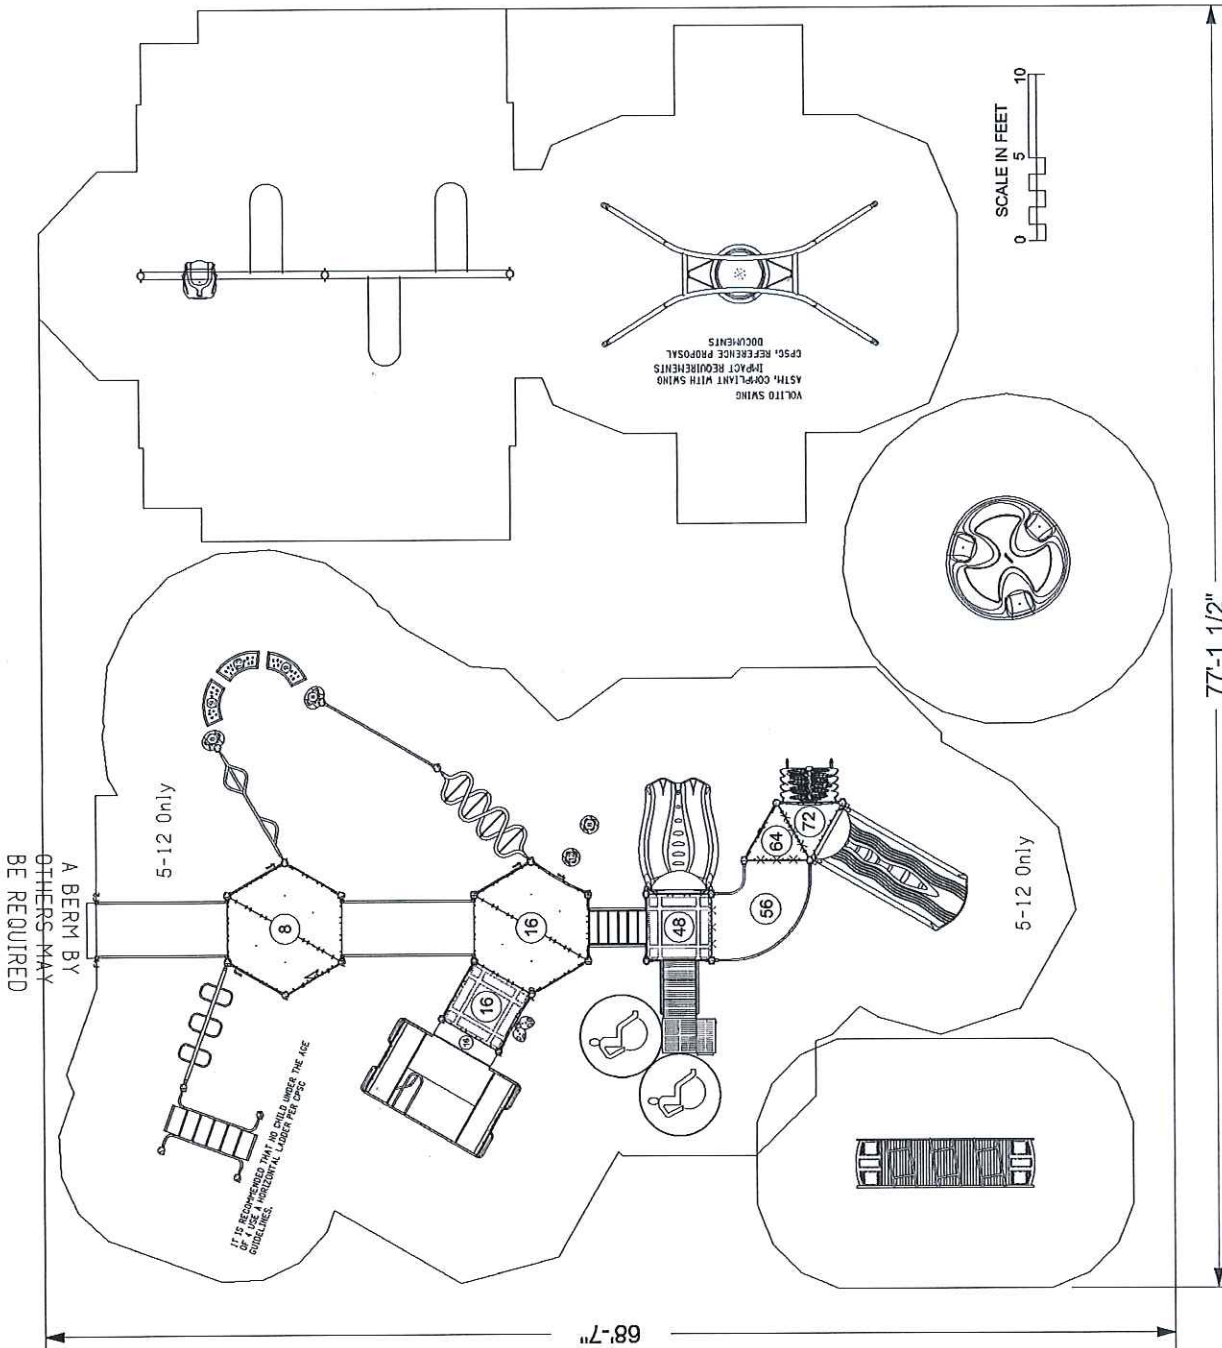 SCALE IN FEET
0 5 10
VOLITO SWING
ASTM, COMPLIANT WITH SWING
IMPACT REQUIREMENTS
CPSC, REFERENCE PROPOSAL
DOCUMENTS
77'-1 1/2"
68'-7"
A BERM BY
OTHERS MAY
BE REQUIRED
5-12 Only
8
16
16
16
48
56
64
72
5-12 Only
IT IS RECOMMENDED THAT NO CHILD UNDER THE AGE
OF 4 USE A HORIZONTAL LADDER PER CPSC
GUIDELINES.